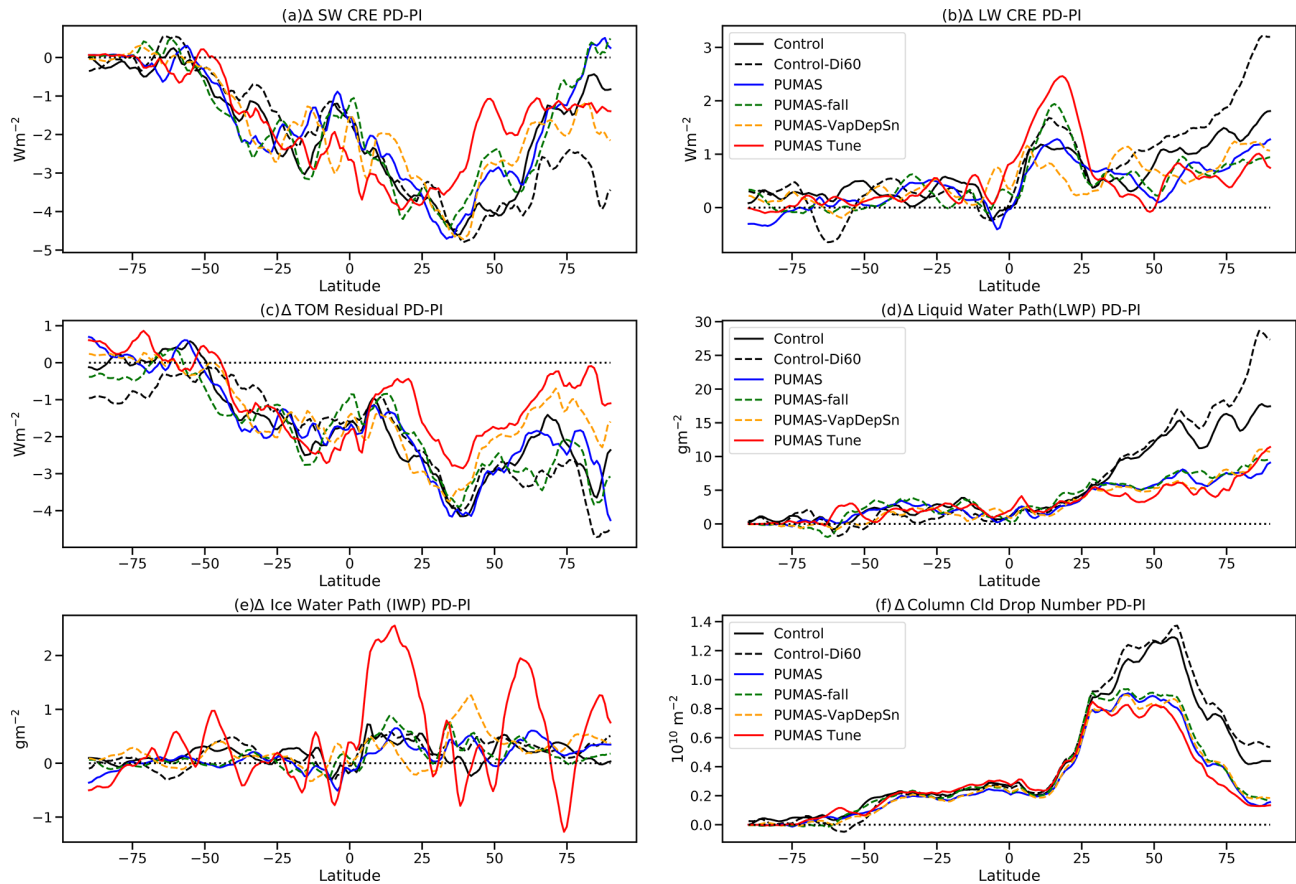 (a)Δ SW CRE PD-PI
0
−1
−2
−3
−4
−5
Wm⁻²
−75 −50 −25 0 25 50 75
Latitude
(b)Δ LW CRE PD-PI
3
2
1
0
Wm⁻²
Control
Control-Di60
PUMAS
PUMAS-fall
PUMAS-VapDepSn
PUMAS Tune
−75 −50 −25 0 25 50 75
Latitude
(c)Δ TOM Residual PD-PI
1
0
−1
−2
−3
−4
Wm⁻²
−75 −50 −25 0 25 50 75
Latitude
(d)Δ Liquid Water Path(LWP) PD-PI
30
25
20
15
10
5
0
gm⁻²
Control
Control-Di60
PUMAS
PUMAS-fall
PUMAS-VapDepSn
PUMAS Tune
−75 −50 −25 0 25 50 75
Latitude
(e)Δ Ice Water Path (IWP) PD-PI
2
1
0
−1
gm⁻²
−75 −50 −25 0 25 50 75
Latitude
(f)Δ Column Cld Drop Number PD-PI
1.4
1.2
1.0
0.8
0.6
0.4
0.2
0.0
10¹⁰ m⁻²
Control
Control-Di60
PUMAS
PUMAS-fall
PUMAS-VapDepSn
PUMAS Tune
−75 −50 −25 0 25 50 75
Latitude